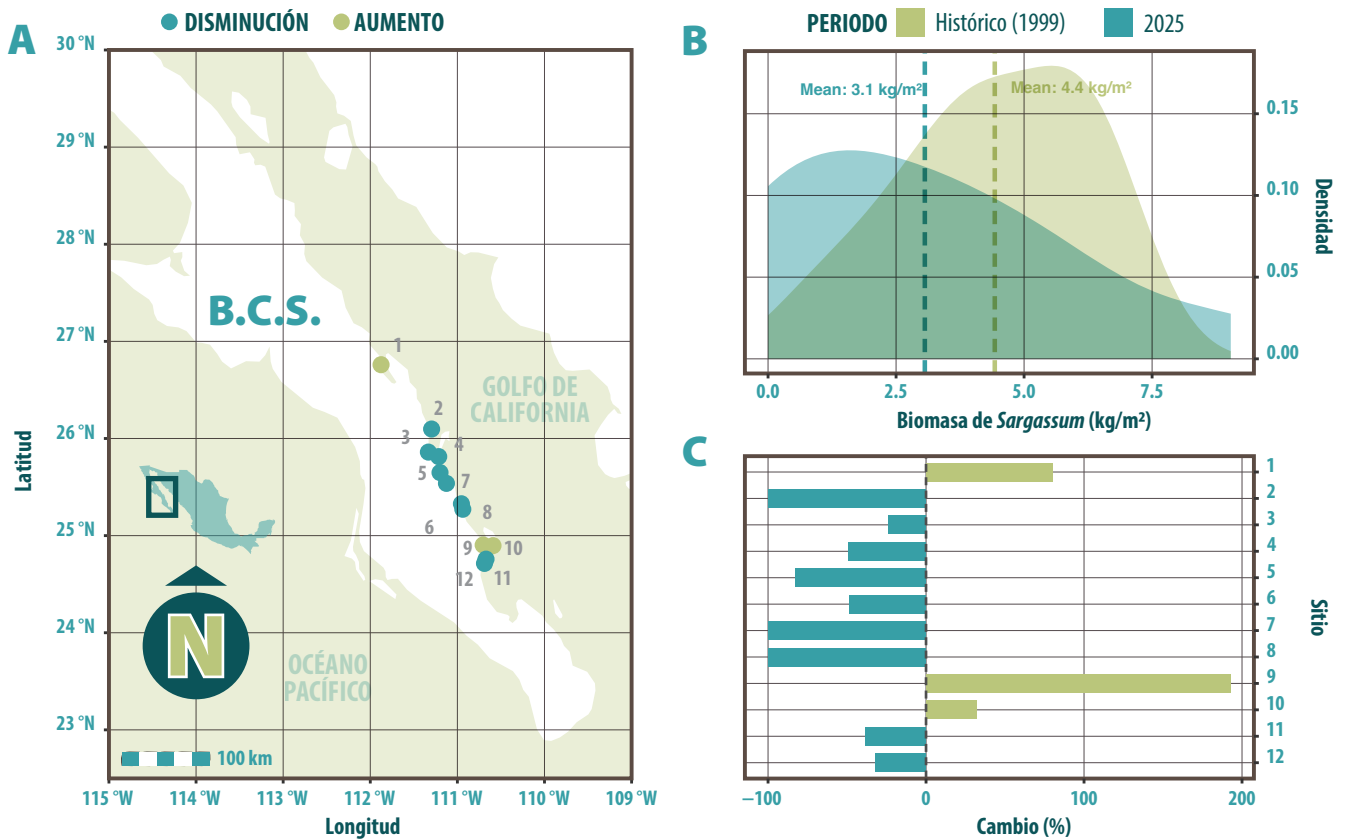 A
DISMINUCIÓN AUMENTO
30 °N
29 °N
28 °N
27 °N
26 °N
25 °N
24 °N
23 °N
Latitud
B.C.S.
GOLFO DE
CALIFORNIA
OCÉANO
PACÍFICO
1
2
3
4
5
7
8
6
9
10
12
11
N
100 km
115 °W 114 °W 113 °W 112 °W 111 °W 110 °W 109 °W
Longitud
B
PERIODO Histórico (1999) 2025
Mean: 3.1 kg/m²
Mean: 4.4 kg/m²
0.15
0.10
0.05
0.00
Densidad
0.0 2.5 5.0 7.5
Biomasa de Sargassum (kg/m²)
C
1
2
3
4
5
6
7
8
9
10
11
12
Sitio
−100 0 100 200
Cambio (%)